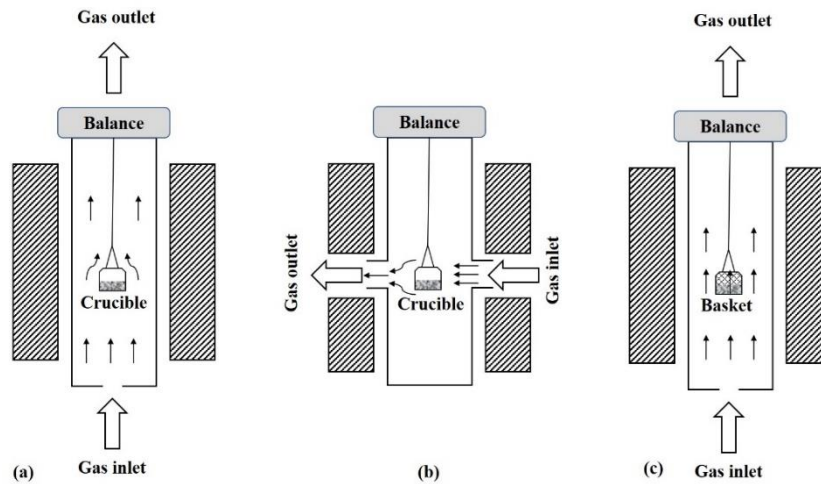 Gas outlet
Balance
Crucible
Gas inlet
(a)
Balance
Gas outlet
Crucible
Gas inlet
(b)
Gas outlet
Balance
Basket
Gas inlet
(c)